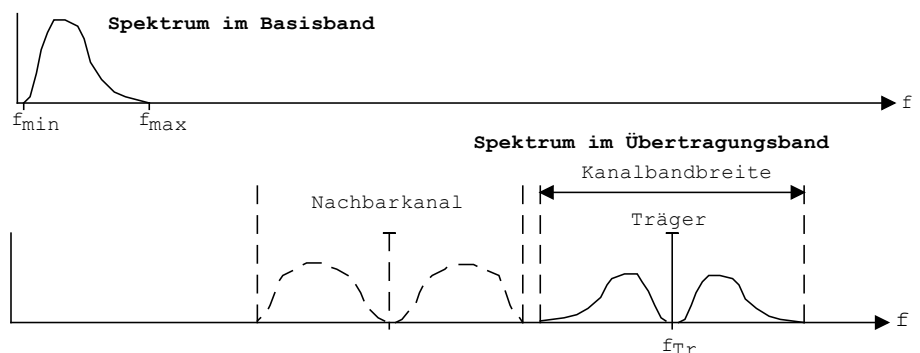 Spektrum im Basisband
f
fmin fmax
Spektrum im Übertragungsband
Kanalbandbreite
Nachbarkanal
Träger
f
fTr